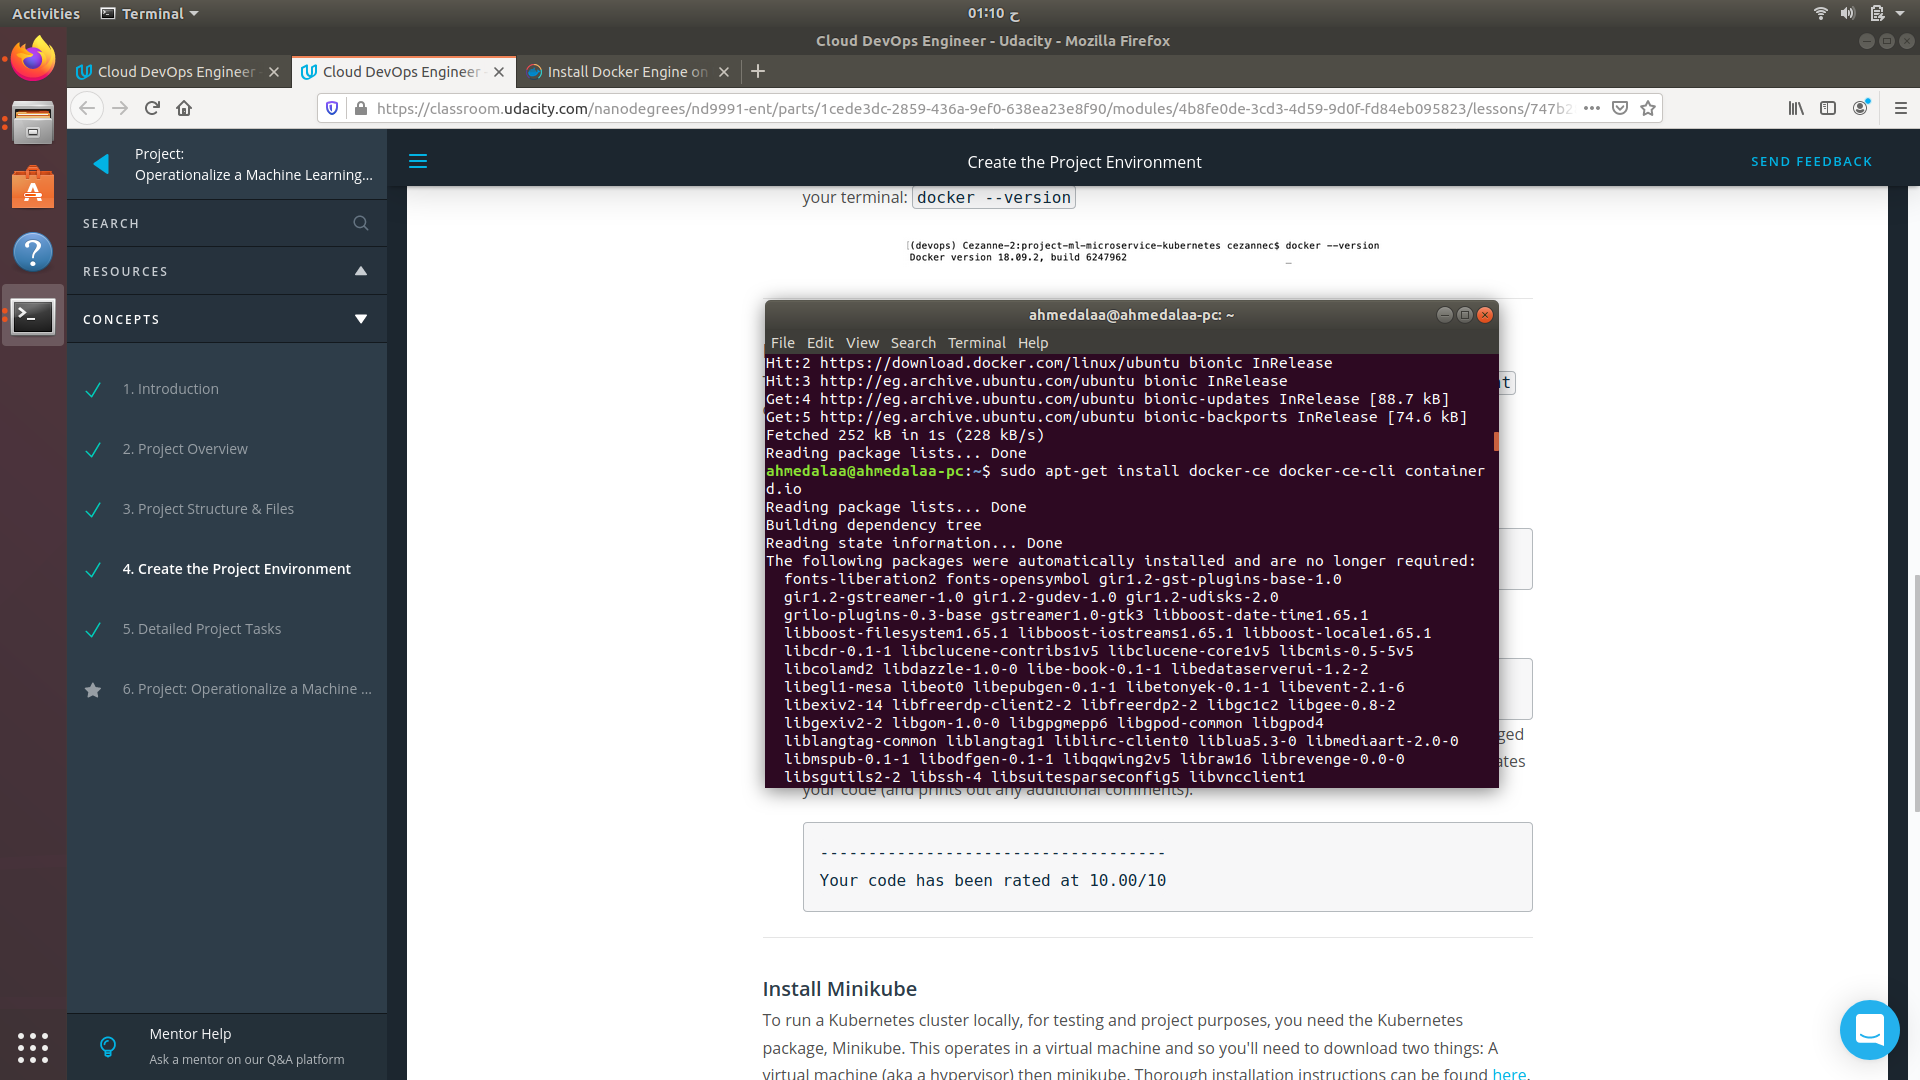 Activities
Terminal
01:10 ح
Cloud DevOps Engineer - Udacity - Mozilla Firefox
Cloud DevOps Engineer
Cloud DevOps Engineer
Install Docker Engine on
https://classroom.udacity.com/nanodegrees/nd9991-ent/parts/1cede3dc-2859-436a-9ef0-638ea23e8f90/modules/4b8fe0de-3cd3-4d59-9d0f-fd84eb095823/lessons/747b2
Project:
Operationalize a Machine Learning...
SEARCH
RESOURCES
CONCEPTS
1. Introduction
2. Project Overview
3. Project Structure & Files
4. Create the Project Environment
5. Detailed Project Tasks
6. Project: Operationalize a Machine ...
Mentor Help
Ask a mentor on our Q&A platform
Create the Project Environment
SEND FEEDBACK
your terminal: docker --version
(devops) Cezanne-2:project-ml-microservice-kubernetes cezannec$ docker --version
Docker version 18.09.2, build 6247962
ahmedalaa@ahmedalaa-pc: ~
File Edit View Search Terminal Help
Hit:2 https://download.docker.com/linux/ubuntu bionic InRelease
Hit:3 http://eg.archive.ubuntu.com/ubuntu bionic InRelease
Get:4 http://eg.archive.ubuntu.com/ubuntu bionic-updates InRelease [88.7 kB]
Get:5 http://eg.archive.ubuntu.com/ubuntu bionic-backports InRelease [74.6 kB]
Fetched 252 kB in 1s (228 kB/s)
Reading package lists... Done
ahmedalaa@ahmedalaa-pc:~$ sudo apt-get install docker-ce docker-ce-cli container
d.io
Reading package lists... Done
Building dependency tree
Reading state information... Done
The following packages were automatically installed and are no longer required:
fonts-liberation2 fonts-opensymbol gir1.2-gst-plugins-base-1.0
gir1.2-gstreamer-1.0 gir1.2-gudev-1.0 gir1.2-udisks-2.0
grilo-plugins-0.3-base gstreamer1.0-gtk3 libboost-date-time1.65.1
libboost-filesystem1.65.1 libboost-iostreams1.65.1 libboost-locale1.65.1
libcdr-0.1-1 libclucene-contribs1v5 libclucene-core1v5 libcmis-0.5-5v5
libcolamd2 libdazzle-1.0-0 libe-book-0.1-1 libedataserverui-1.2-2
libegl1-mesa libeot0 libepubgen-0.1-1 libetonyek-0.1-1 libevent-2.1-6
libexiv2-14 libfreerdp-client2-2 libfreerdp2-2 libgc1c2 libgee-0.8-2
libgexiv2-2 libgom-1.0-0 libgpgmepp6 libgpod-common libgpod4
liblangtag-common liblangtag1 liblirc-client0 liblua5.3-0 libmediaart-2.0-0
libmspub-0.1-1 libodfgen-0.1-1 libqqwing2v5 libraw16 librevenge-0.0-0
libsgutils2-2 libssh-4 libsuitesparseconfig5 libvncclient1
your code (and prints out any additional comments).
------------------------------------
Your code has been rated at 10.00/10
Install Minikube
To run a Kubernetes cluster locally, for testing and project purposes, you need the Kubernetes
package, Minikube. This operates in a virtual machine and so you'll need to download two things: A
virtual machine (aka a hypervisor) then minikube. Thorough installation instructions can be found here.